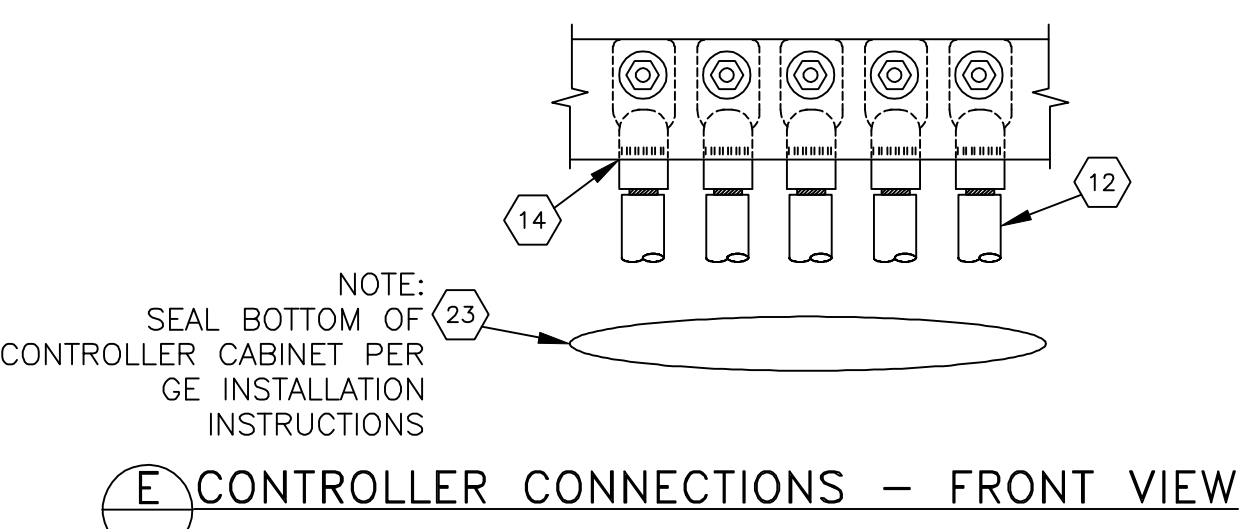 14
12
NOTE:
23
SEAL BOTTOM OF
CONTROLLER CABINET PER
GE INSTALLATION
INSTRUCTIONS
E
CONTROLLER CONNECTIONS – FRONT VIEW